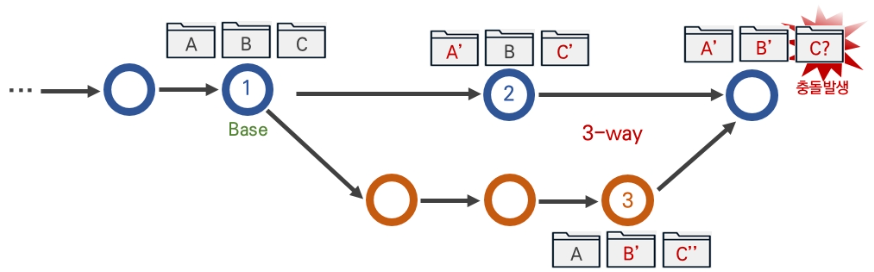 A B C
A' B C'
A' B' C?
충돌발생
...
1
2
Base
3-way
3
A B' C''